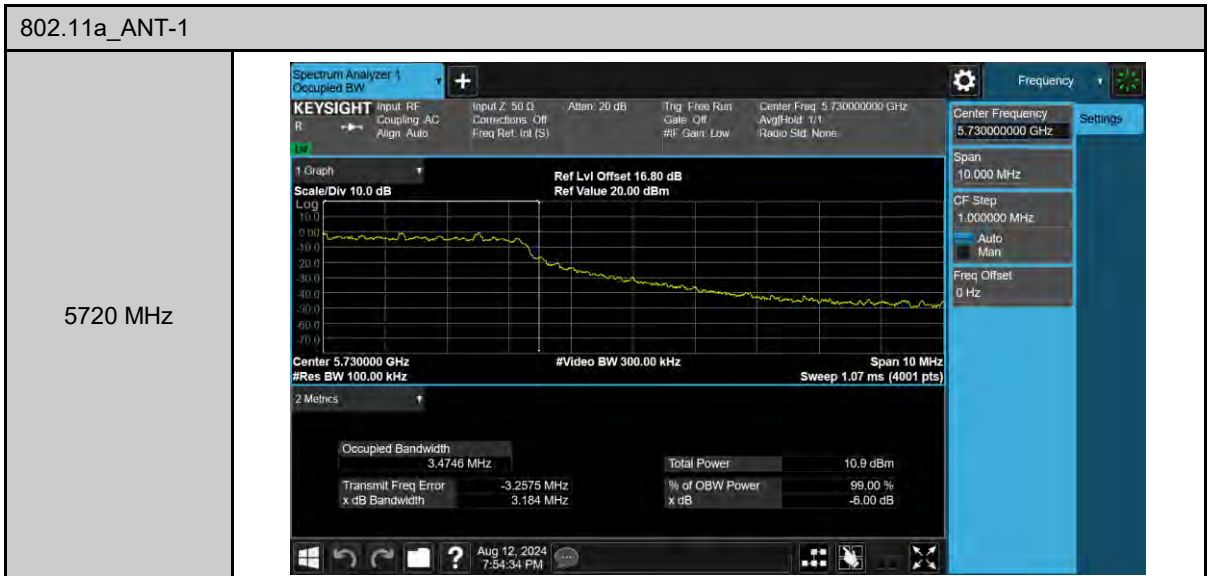 802.11a_ANT-1
5720 MHz
Spectrum Analyzer 1
Occupied BW
+
Frequency
KEYSIGHT
R
Input: RF
Coupling: AC
Align: Auto
Input Z: 50 Ω
Corrections: Off
Freq Ref: Int (S)
Atten: 20 dB
Trig: Free Run
Gate: Off
#IF Gain: Low
Center Freq: 5.730000000 GHz
Avg|Hold: 1/1
Radio Std: None
1 Graph
Scale/Div 10.0 dB
Ref Lvl Offset 16.80 dB
Ref Value 20.00 dBm
Log
10.0
0.00
-10.0
-20.0
-30.0
-40.0
-50.0
-60.0
-70.0
Center 5.730000 GHz
#Video BW 300.00 kHz
Span 10 MHz
#Res BW 100.00 kHz
Sweep 1.07 ms (4001 pts)
2 Metrics
Occupied Bandwidth
3.4746 MHz
Total Power 10.9 dBm
Transmit Freq Error -3.2575 MHz
% of OBW Power 99.00 %
x dB Bandwidth 3.184 MHz
x dB -6.00 dB
Center Frequency
5.730000000 GHz
Settings
Span
10.000 MHz
CF Step
1.000000 MHz
Auto
Man
Freq Offset
0 Hz
?
Aug 12, 2024
7:54:34 PM